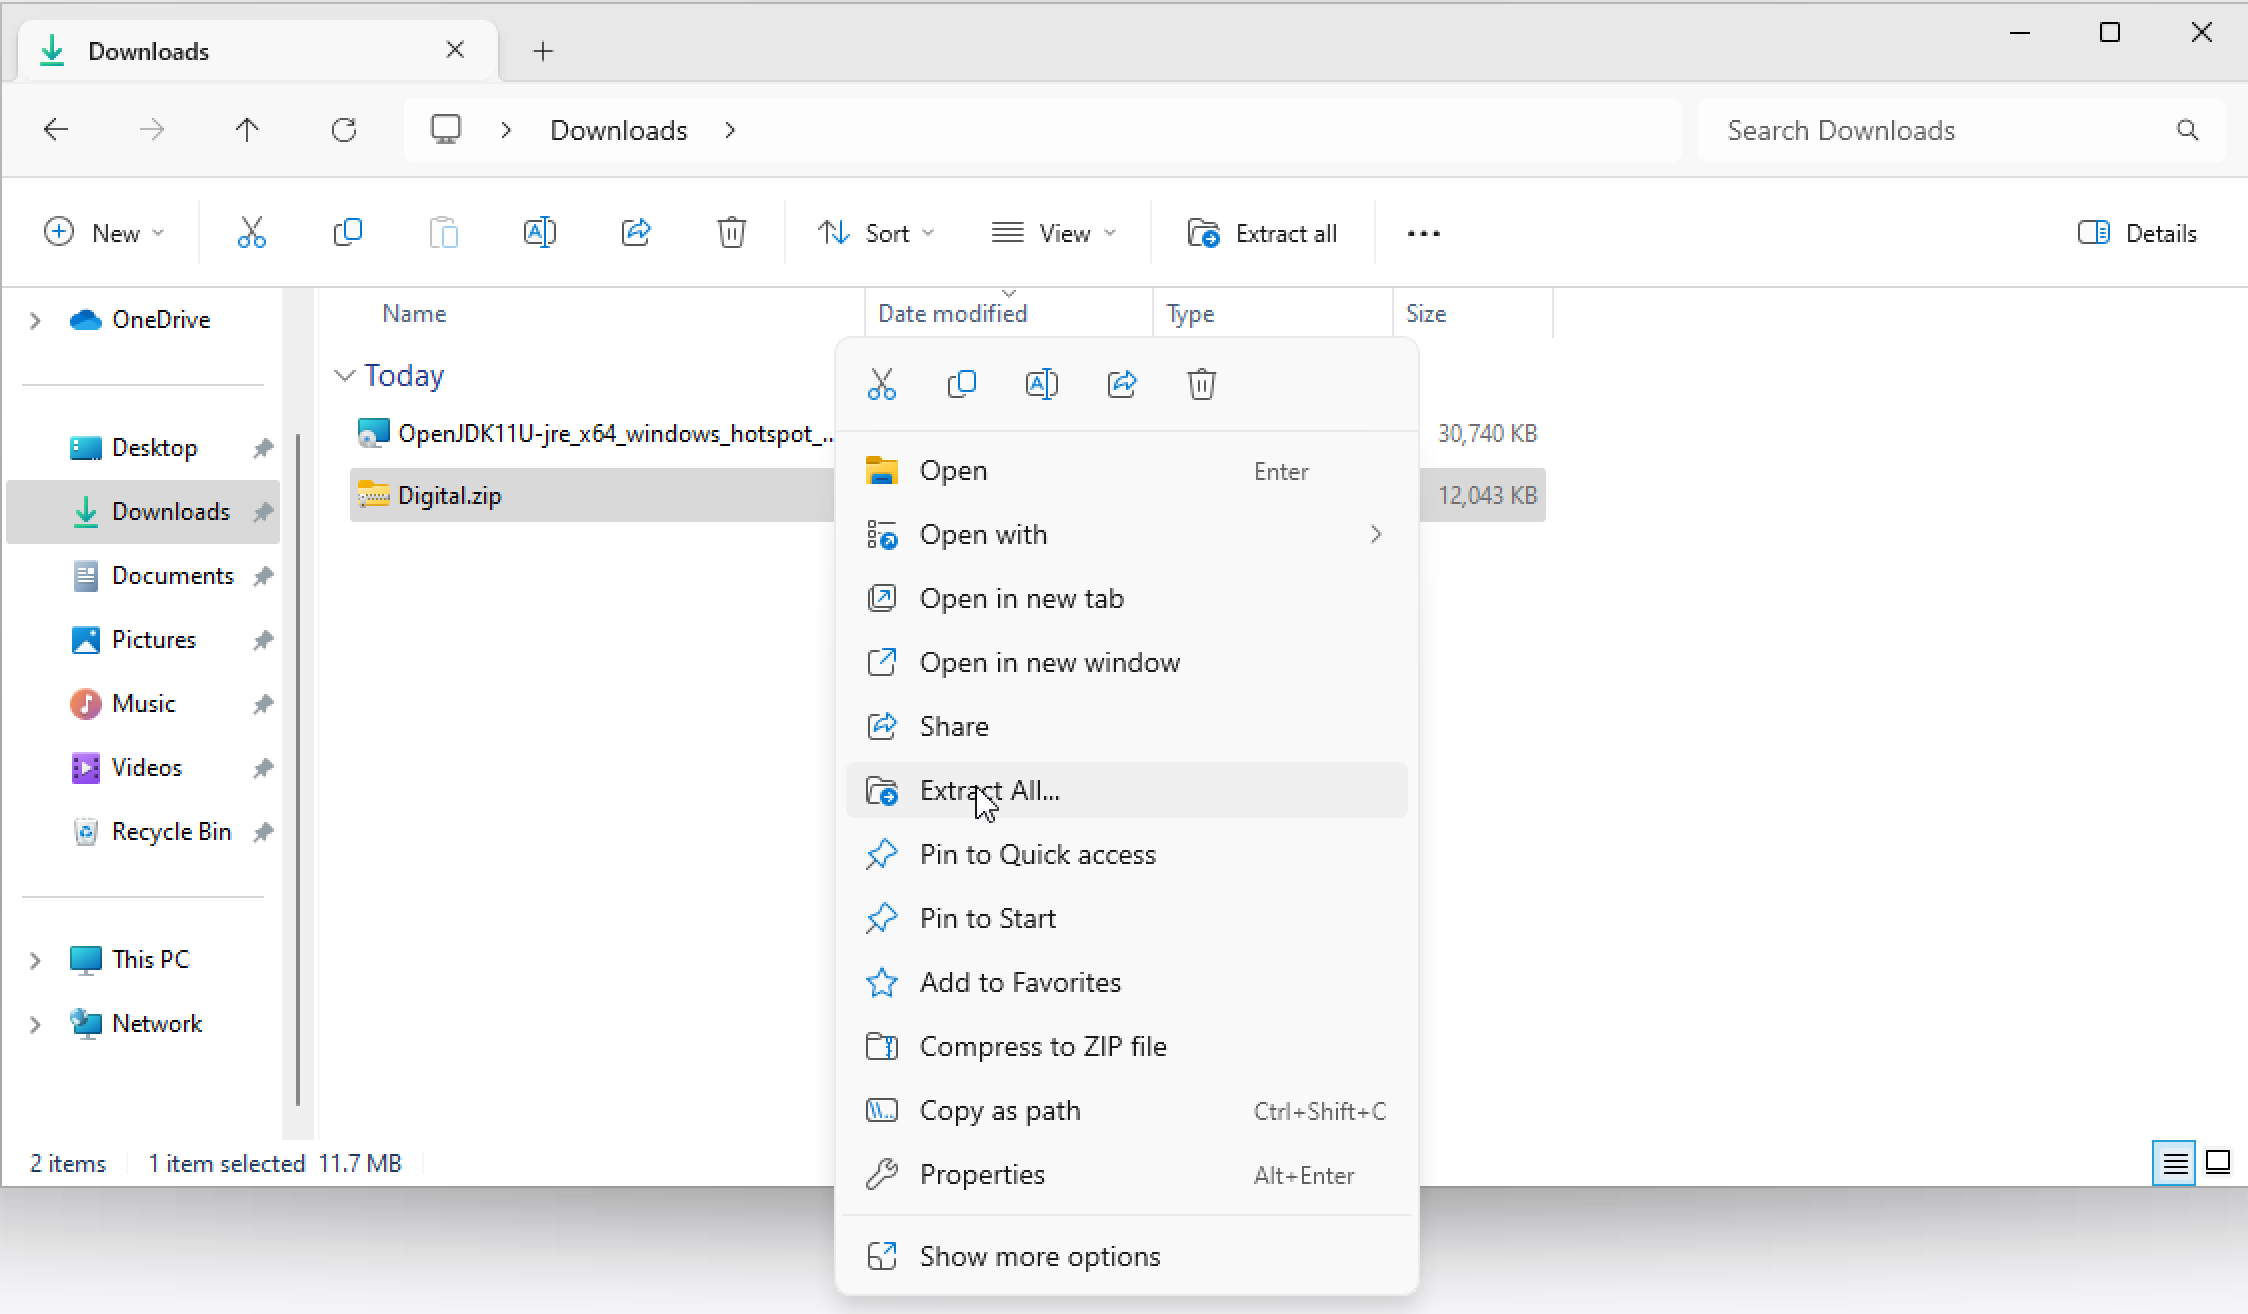 Downloads
Downloads
Search Downloads
New
Sort
View
Extract all
Details
OneDrive
Desktop
Downloads
Documents
Pictures
Music
Videos
Recycle Bin
This PC
Network
Name
Date modified
Type
Size
Today
OpenJDK11U-jre_x64_windows_hotspot_...
30,740 KB
Digital.zip
12,043 KB
Open Enter
Open with
Open in new tab
Open in new window
Share
Extract All...
Pin to Quick access
Pin to Start
Add to Favorites
Compress to ZIP file
Copy as path Ctrl+Shift+C
Properties Alt+Enter
Show more options
2 items 1 item selected 11.7 MB